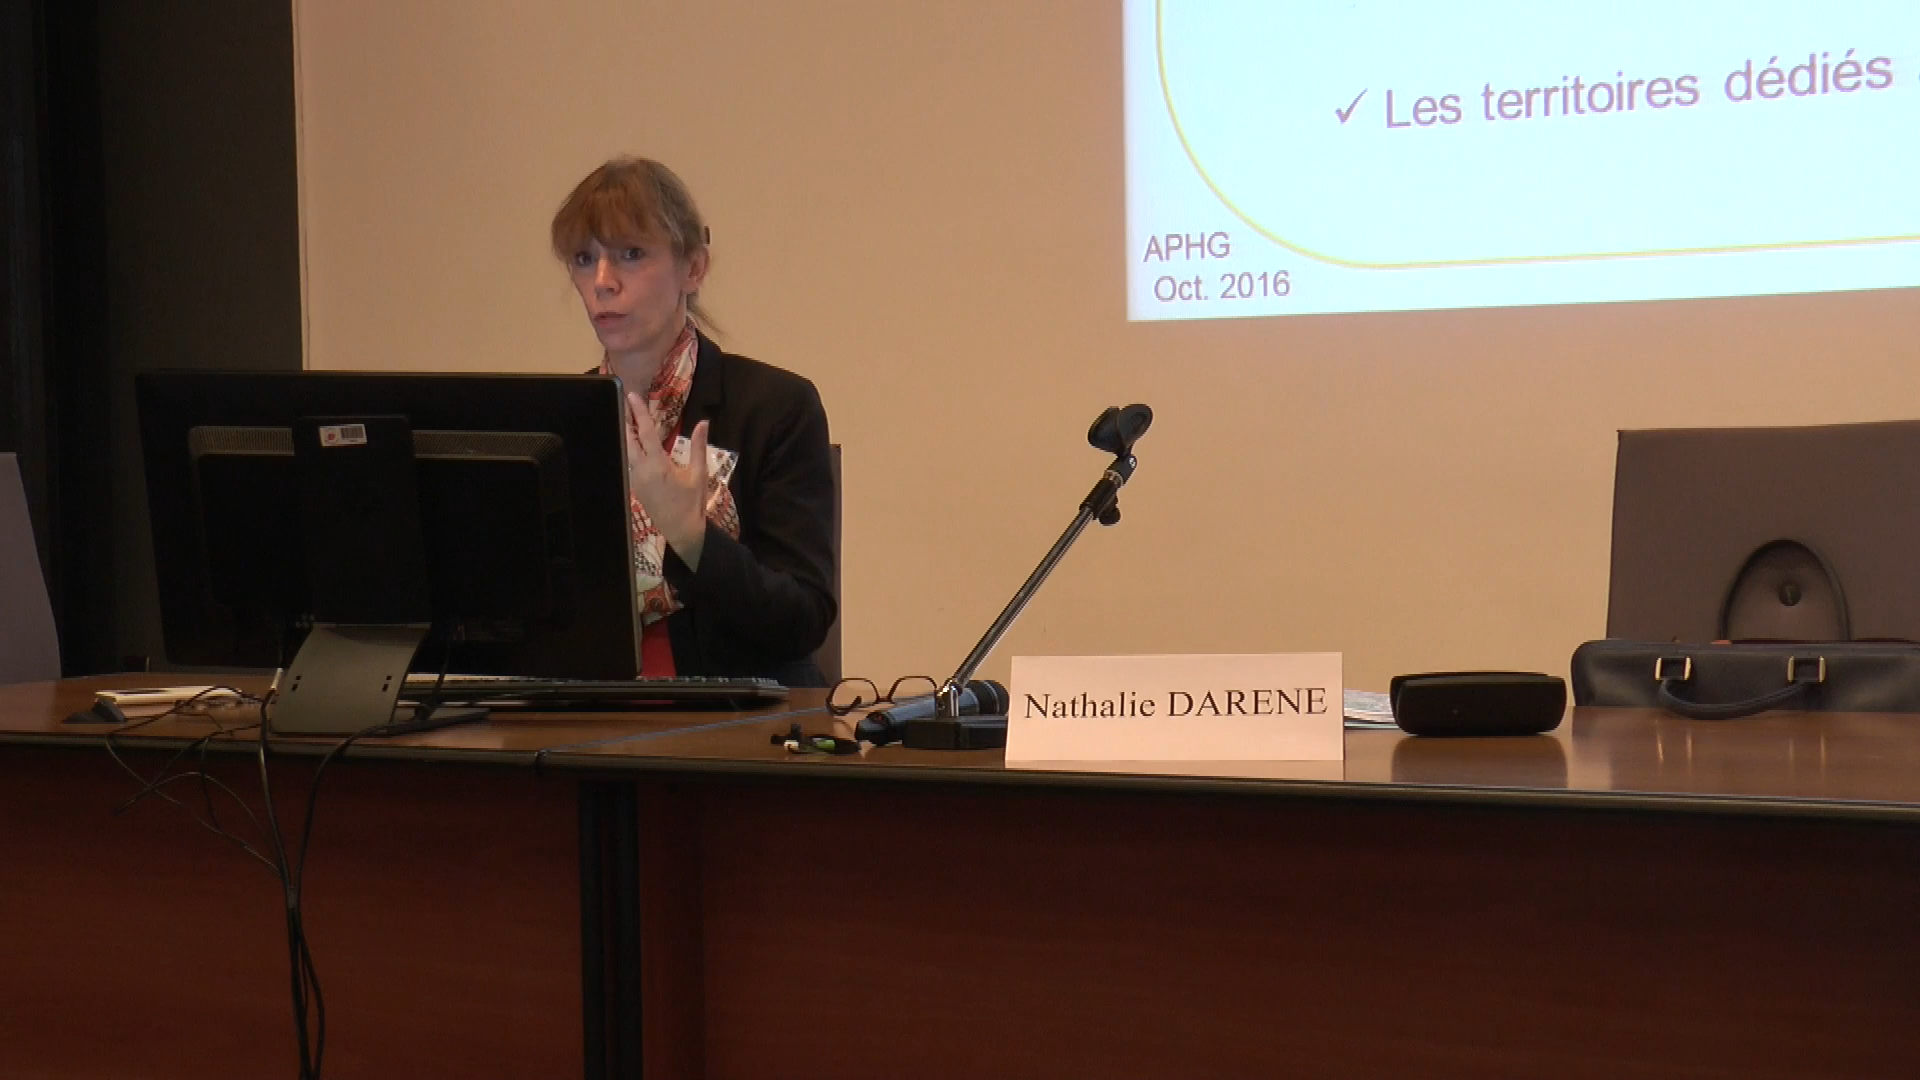 ✓ Les territoires dédiés
APHG
Oct. 2016
Nathalie DARENE